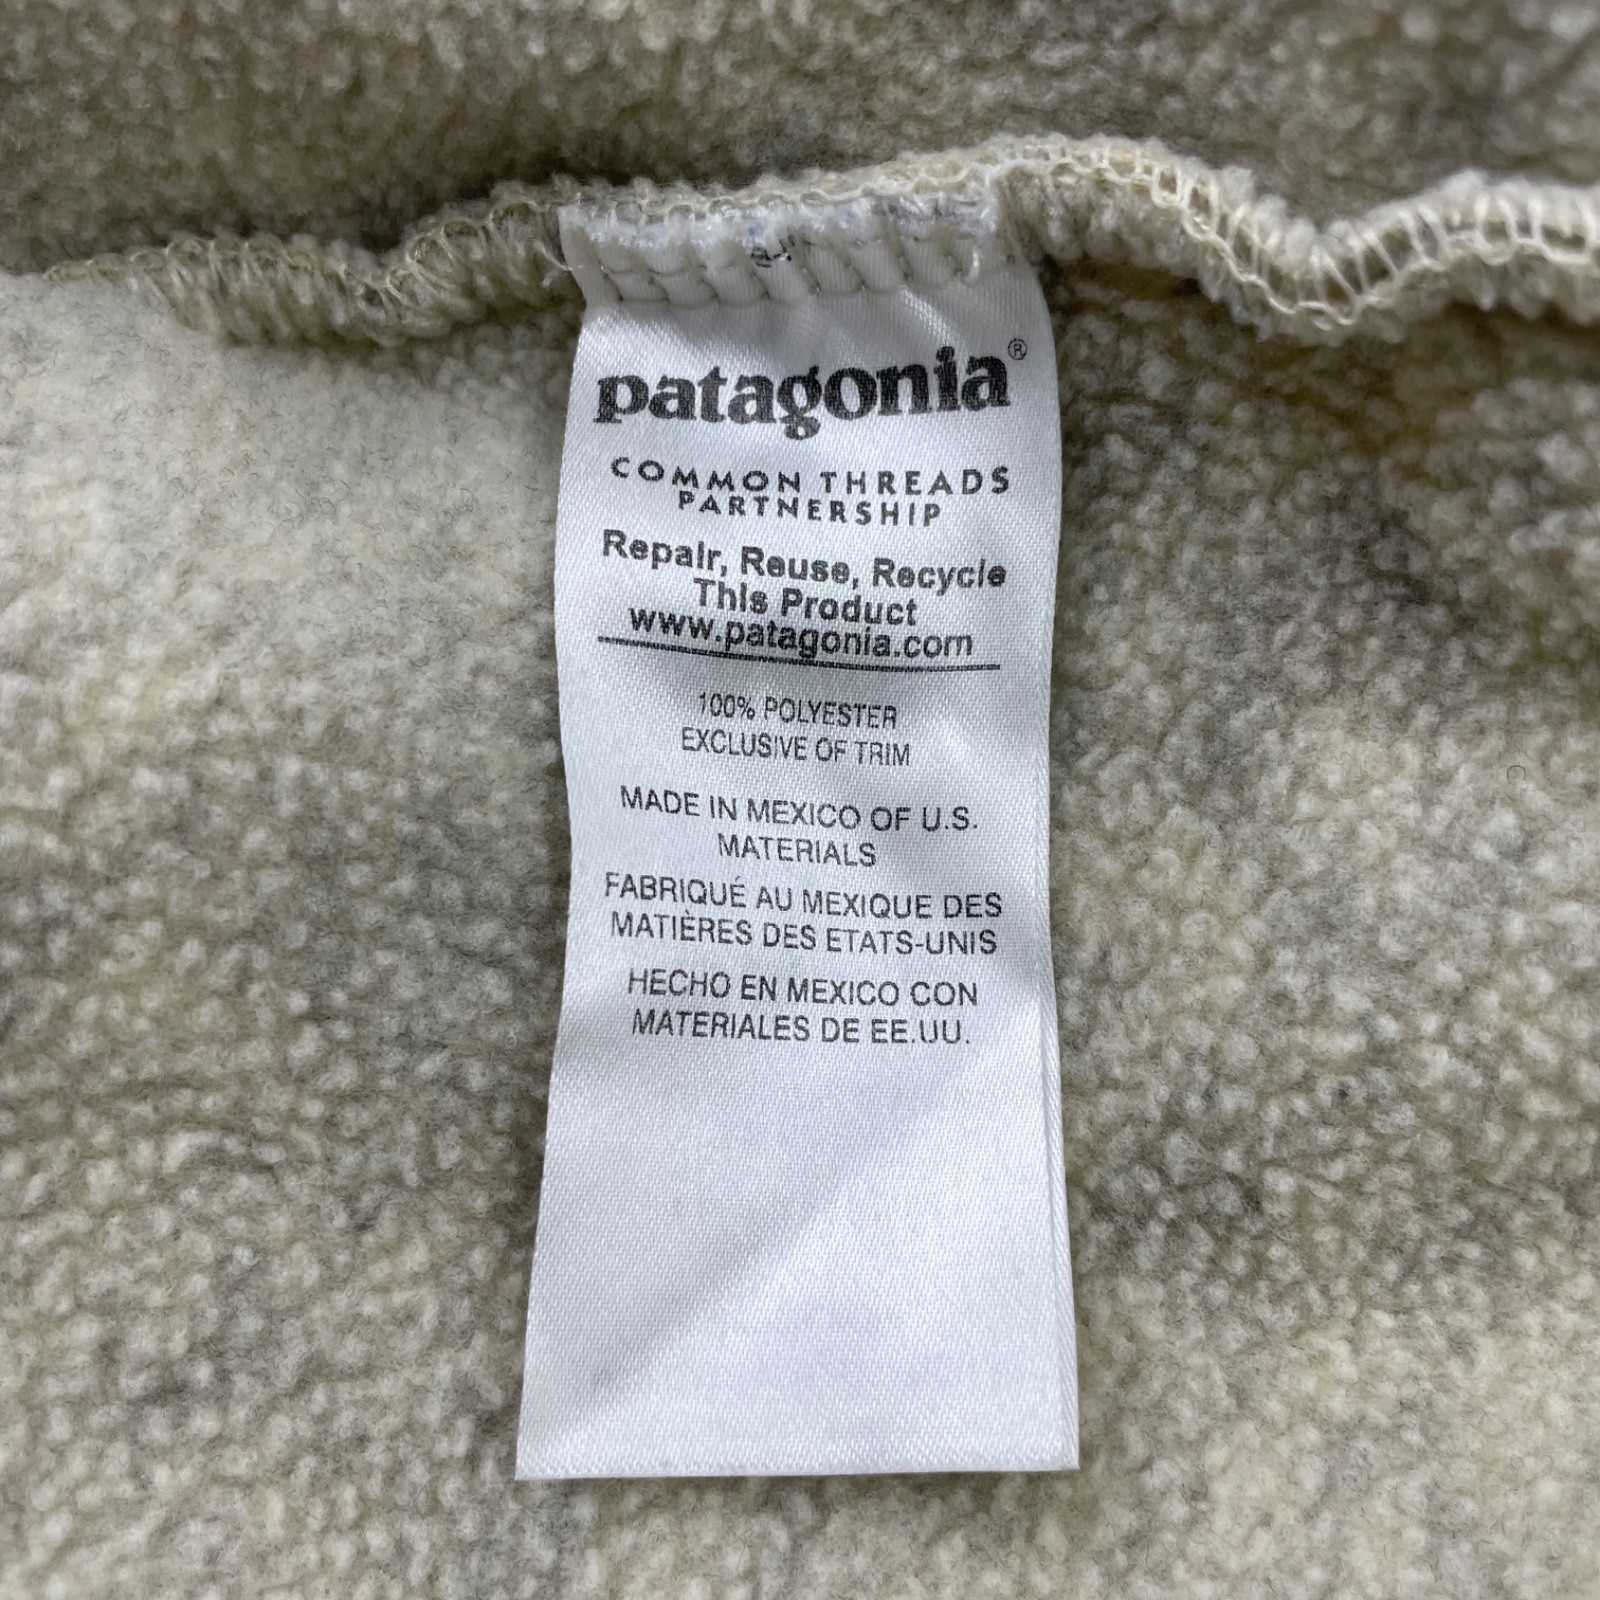 patagonia®
COMMON THREADS
PARTNERSHIP
Repair, Reuse, Recycle
This Product
www.patagonia.com
100% POLYESTER
EXCLUSIVE OF TRIM
MADE IN MEXICO OF U.S.
MATERIALS
FABRIQUÉ AU MEXIQUE DES
MATIÈRES DES ETATS-UNIS
HECHO EN MEXICO CON
MATERIALES DE EE.UU.